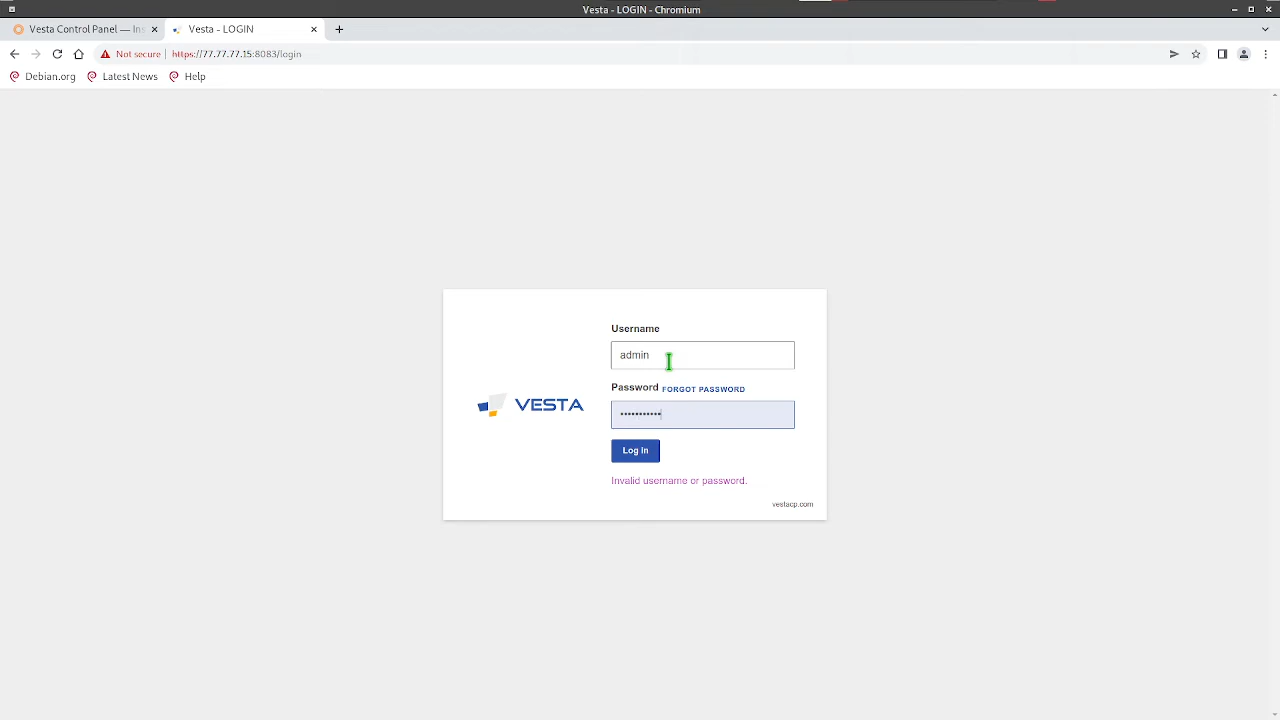 Vesta - LOGIN - Chromium
Vesta Control Panel — Ins
Vesta - LOGIN
Not secure
https://77.77.77.15:8083/login
Debian.org
Latest News
Help
Username
admin
Password FORGOT PASSWORD
VESTA
•••••••••••
Log in
Invalid username or password.
vestacp.com